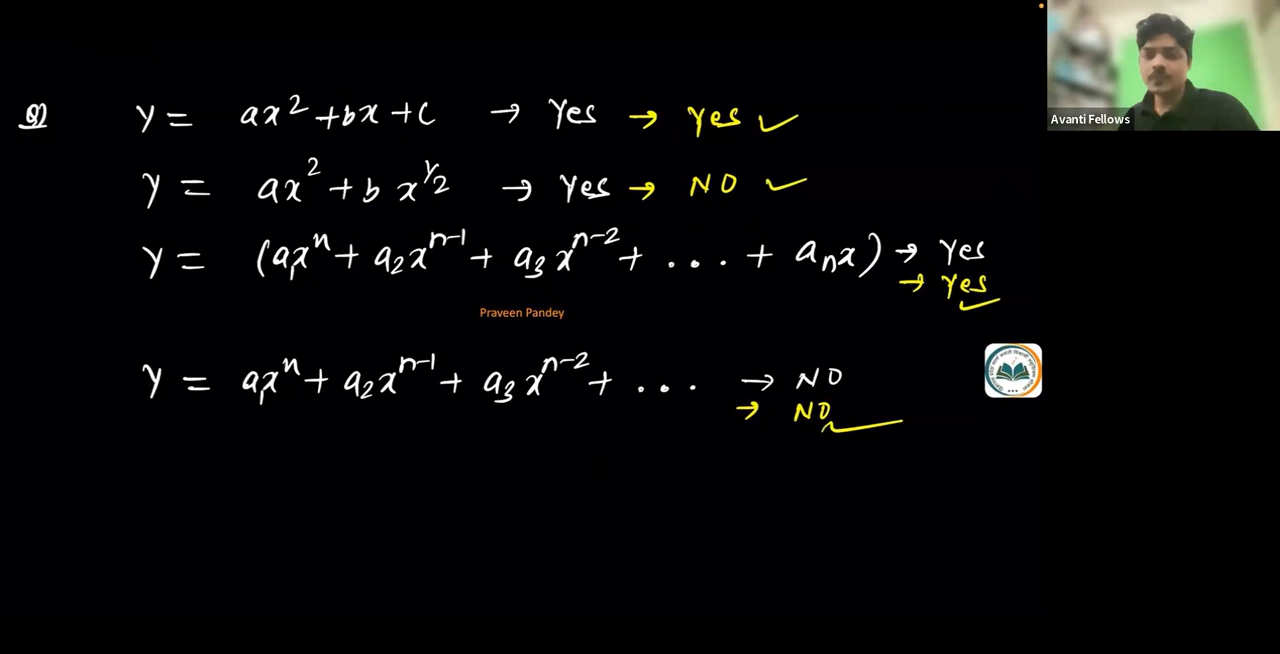 Avanti Fellows
Q) y = ax² + bx + c → Yes → Yes ✓
y = ax² + b x^1/2 → Yes → NO ✓
y = (a₁xⁿ + a₂xⁿ⁻¹ + a₃xⁿ⁻² + ... + aₙx) → Yes
→ Yes
Praveen Pandey
y = a₁xⁿ + a₂xⁿ⁻¹ + a₃xⁿ⁻² + ... → NO
→ NO